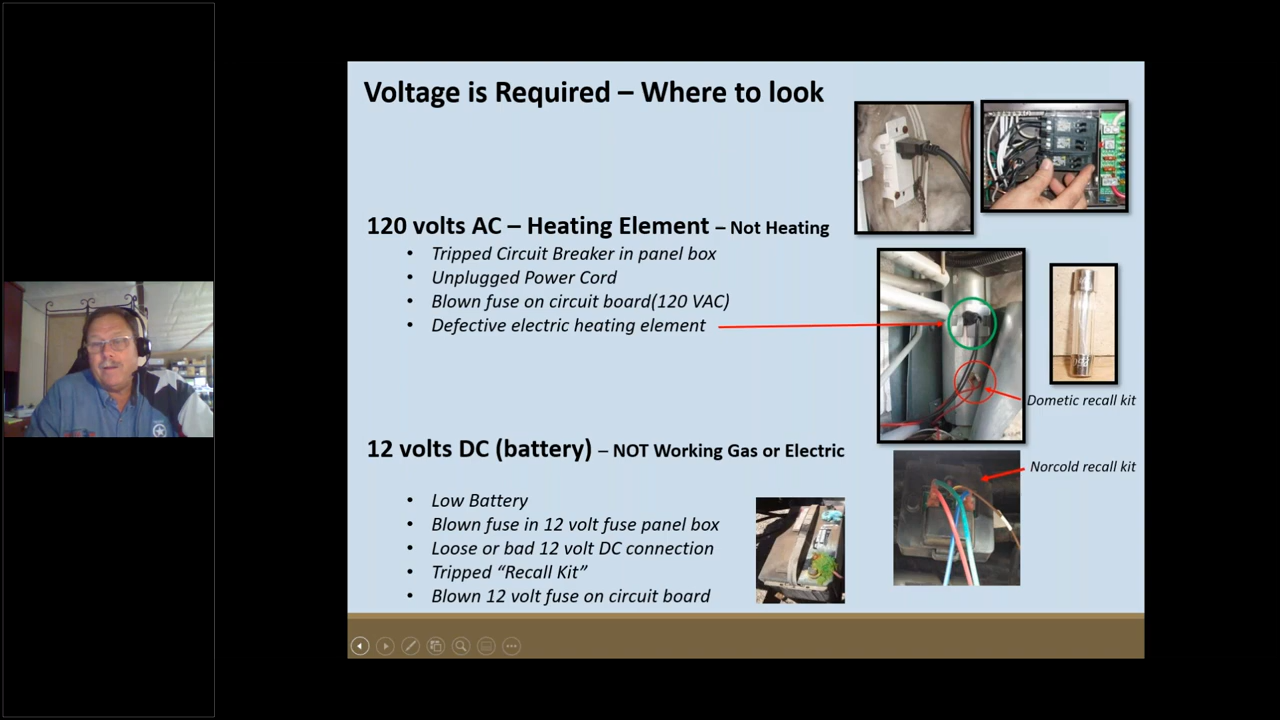 Voltage is Required – Where to look
120 volts AC – Heating Element – Not Heating
• Tripped Circuit Breaker in panel box
• Unplugged Power Cord
• Blown fuse on circuit board(120 VAC)
• Defective electric heating element
Dometic recall kit
12 volts DC (battery) – NOT Working Gas or Electric
Norcold recall kit
• Low Battery
• Blown fuse in 12 volt fuse panel box
• Loose or bad 12 volt DC connection
• Tripped “Recall Kit”
• Blown 12 volt fuse on circuit board